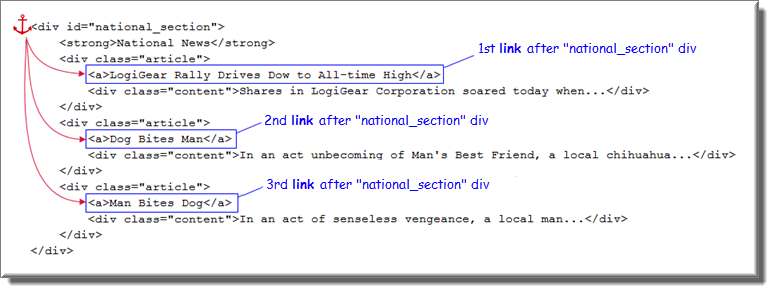 <div id="national_section">
<strong>National News</strong>
1st link after "national_section" div
<div class="article">
<a>LogiGear Rally Drives Dow to All-time High</a>
<div class="content">Shares in LogiGear Corporation soared today when...</div>
</div>
<div class="article">
2nd link after "national_section" div
<a>Dog Bites Man</a>
<div class="content">In an act unbecoming of Man's Best Friend, a local chihuahua...</div>
</div>
<div class="article">
3rd link after "national_section" div
<a>Man Bites Dog</a>
<div class="content">In an act of senseless vengeance, a local man...</div>
</div>
</div>